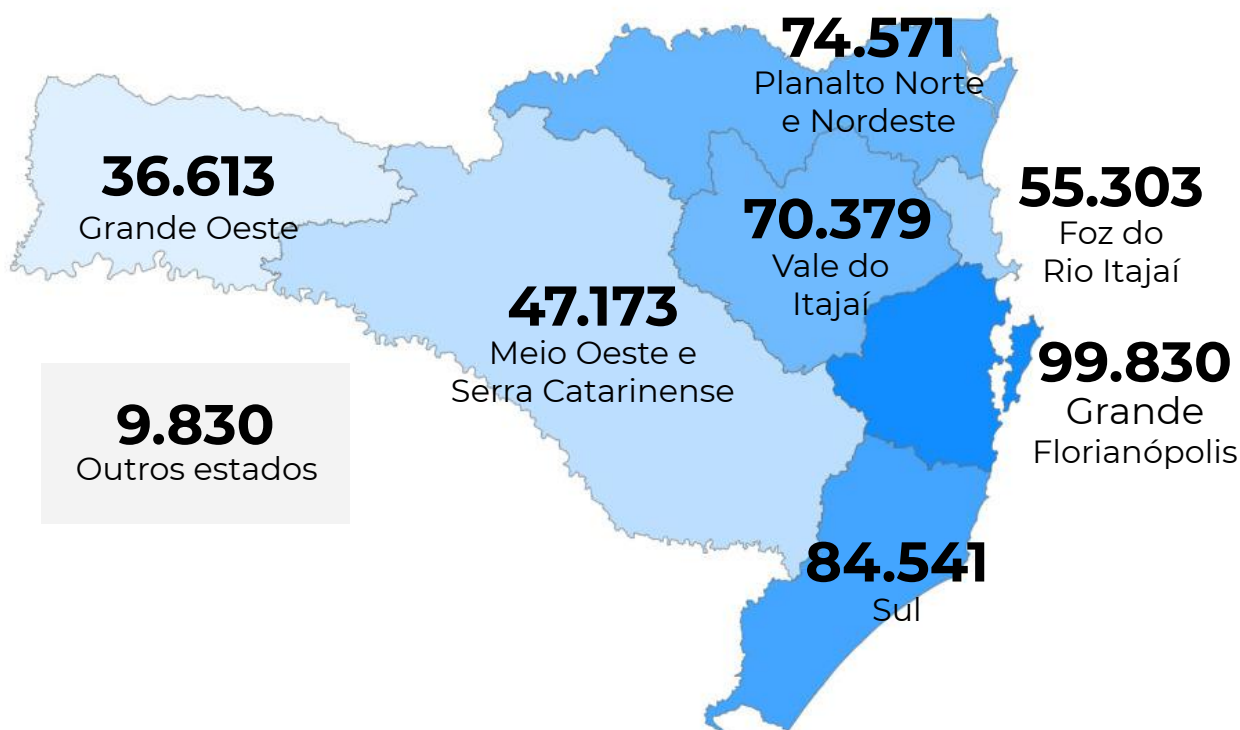 74.571
Planalto Norte
e Nordeste
36.613
Grande Oeste
55.303
Foz do
Rio Itajaí
70.379
Vale do
Itajaí
47.173
Meio Oeste e
Serra Catarinense
99.830
Grande
Florianópolis
9.830
Outros estados
84.541
Sul